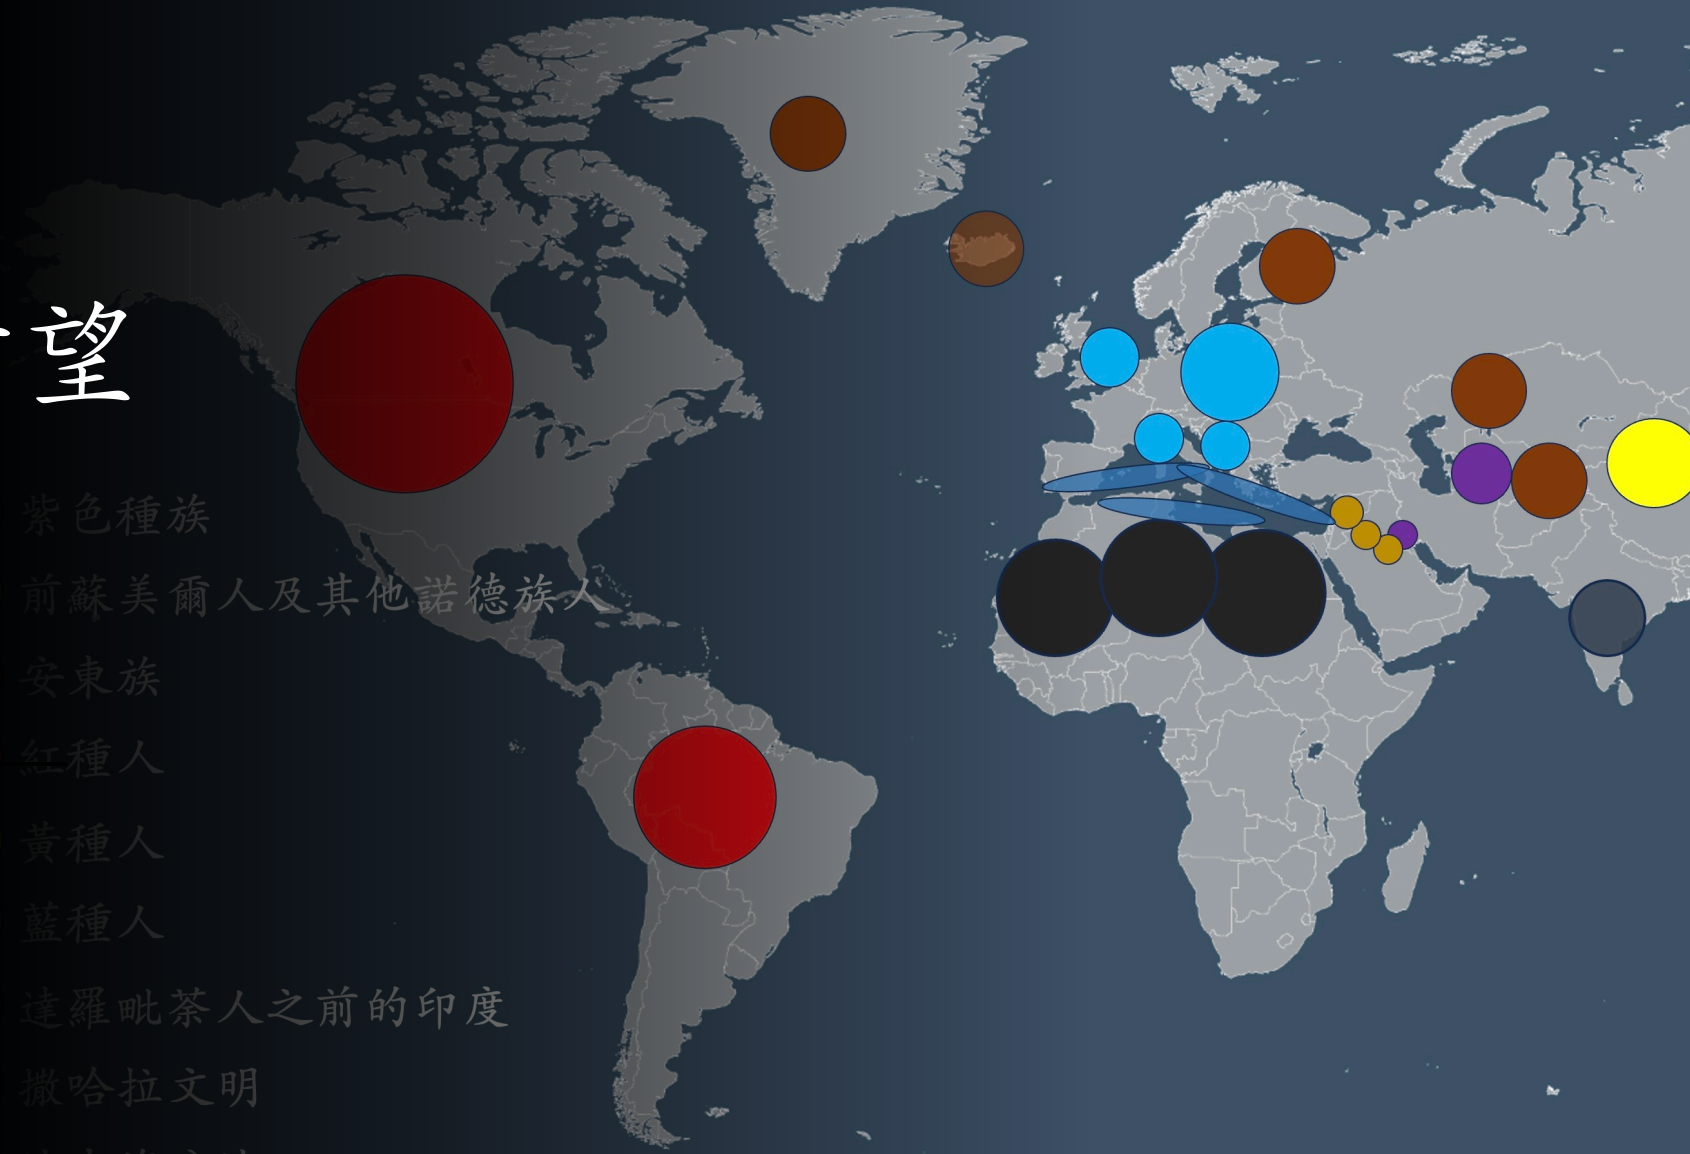 望
紫色種族
前蘇美爾人及其他諾德族人
安東族
紅種人
黃種人
藍種人
達羅毗荼人之前的印度
撒哈拉文明